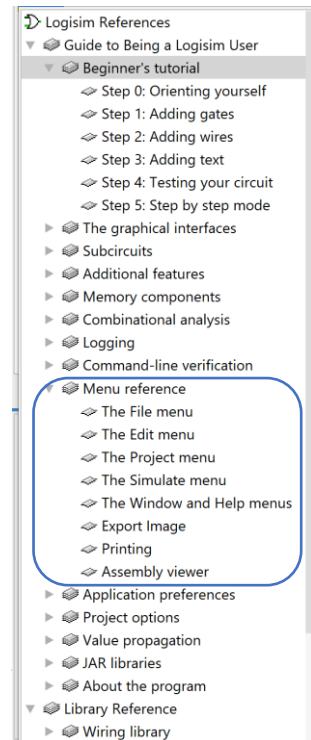 Logisim References
Guide to Being a Logisim User
Beginner's tutorial
Step 0: Orienting yourself
Step 1: Adding gates
Step 2: Adding wires
Step 3: Adding text
Step 4: Testing your circuit
Step 5: Step by step mode
The graphical interfaces
Subcircuits
Additional features
Memory components
Combinational analysis
Logging
Command-line verification
Menu reference
The File menu
The Edit menu
The Project menu
The Simulate menu
The Window and Help menus
Export Image
Printing
Assembly viewer
Application preferences
Project options
Value propagation
JAR libraries
About the program
Library Reference
Wiring library